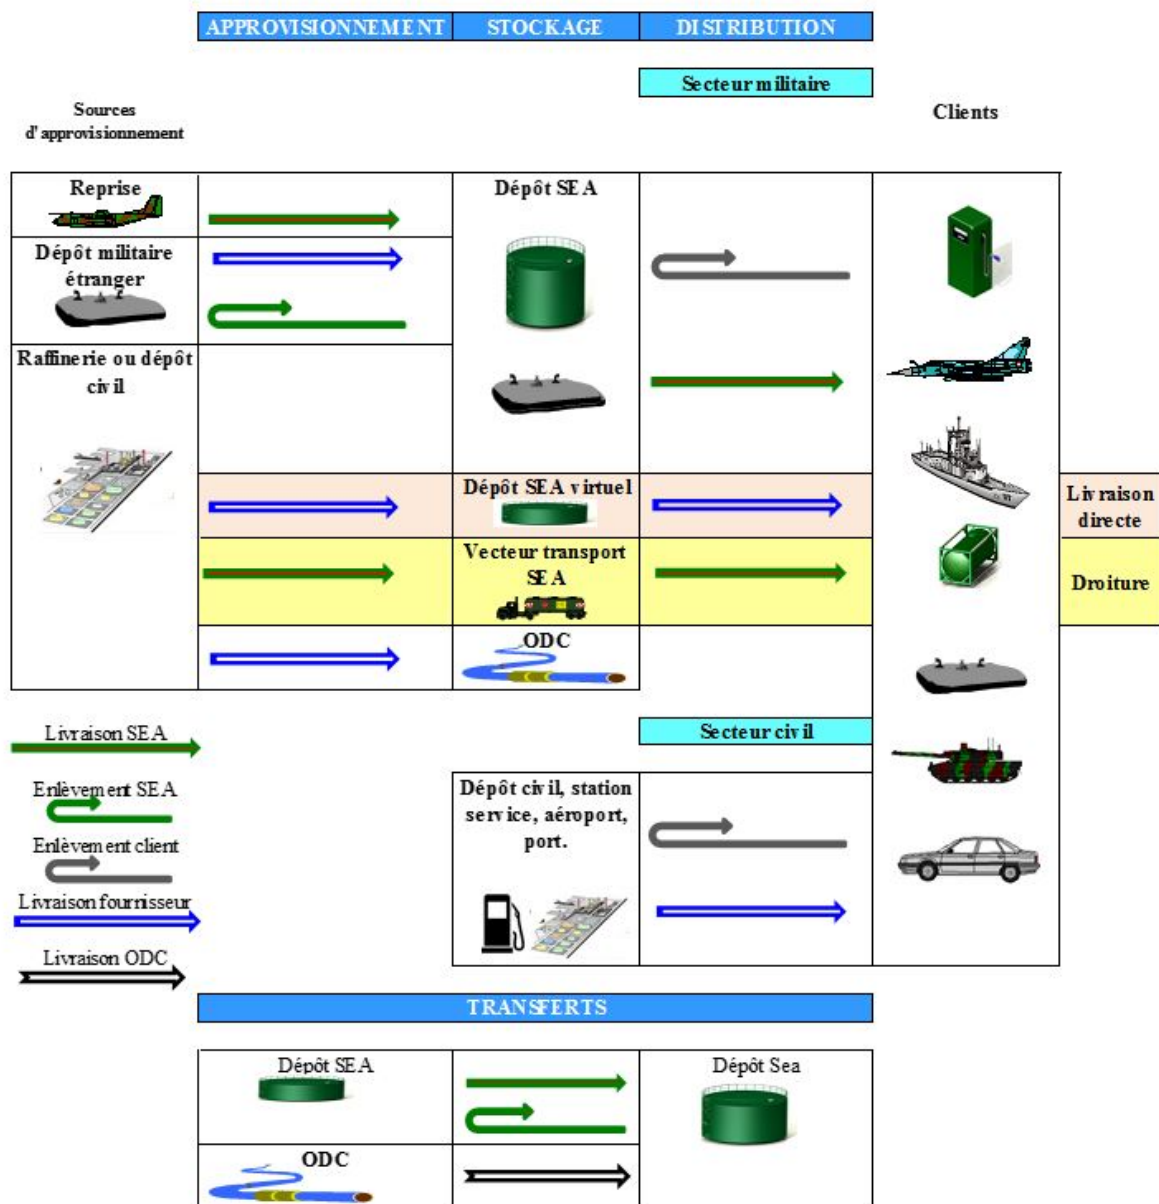 APPROVISIONNEMENT
STOCKAGE
DISTRIBUTION
Secteur militaire
Sources
d'approvisionnement
Clients
Reprise
Dépôt SEA
Dépôt militaire
étranger
Raffinerie ou dépôt
civil
Dépôt SEA virtuel
Livraison
directe
Vecteur transport
SEA
Droiture
ODC
Livraison SEA
Secteur civil
Enlèvement SEA
Dépôt civil, station
service, aéroport,
port.
Enlèvement client
Livraison fournisseur
Livraison ODC
TRANSFERTS
Dépôt SEA
Dépôt Sea
ODC